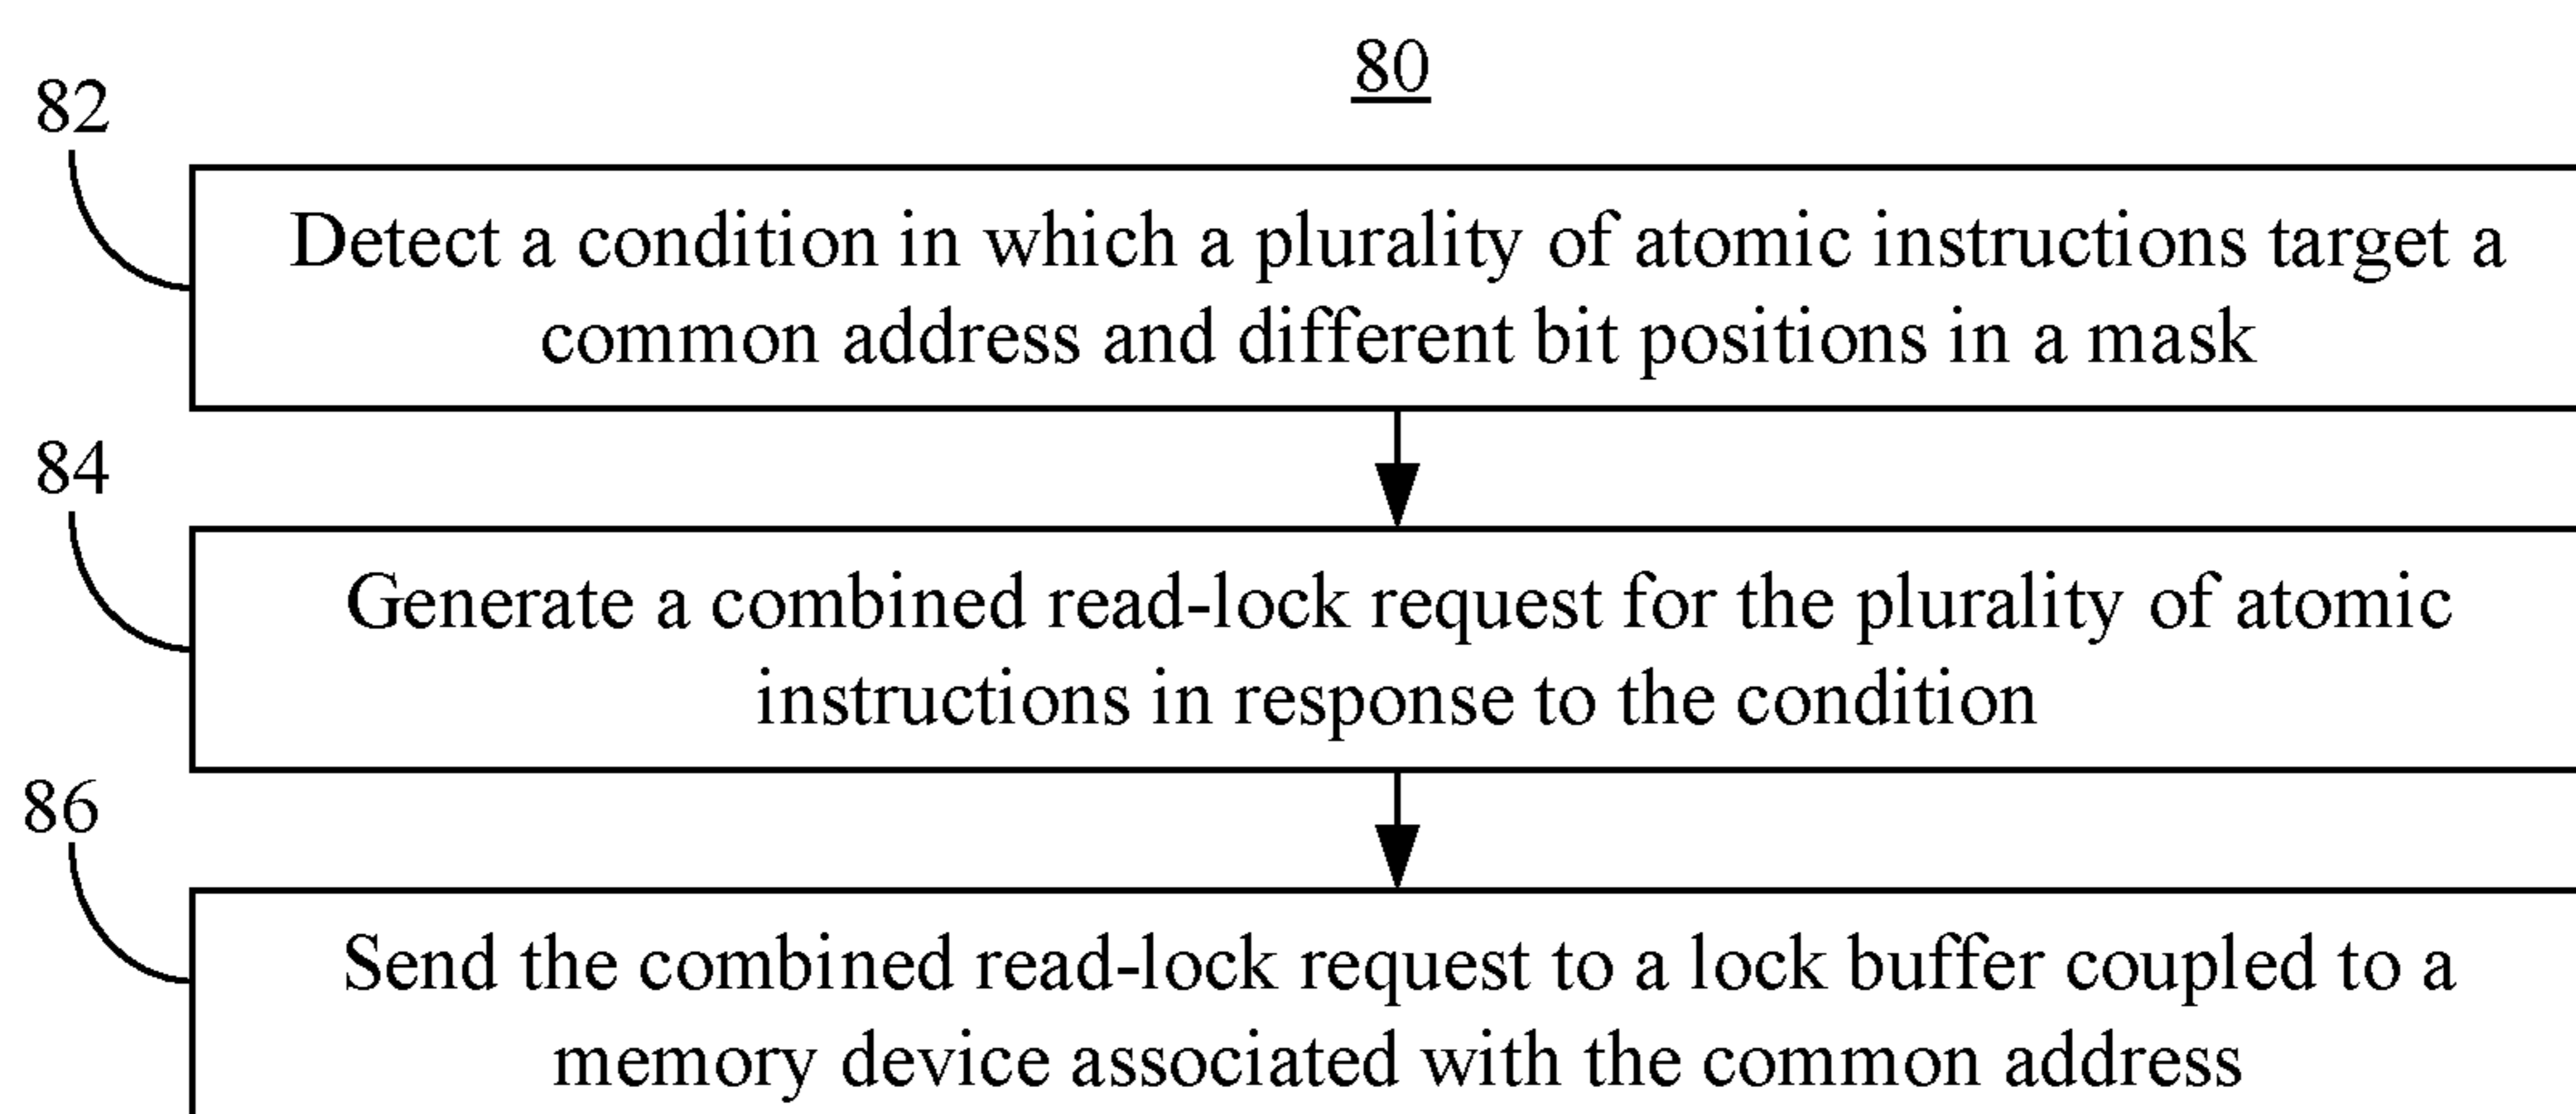 80
82
Detect a condition in which a plurality of atomic instructions target a
common address and different bit positions in a mask
84
Generate a combined read-lock request for the plurality of atomic
instructions in response to the condition
86
Send the combined read-lock request to a lock buffer coupled to a
memory device associated with the common address